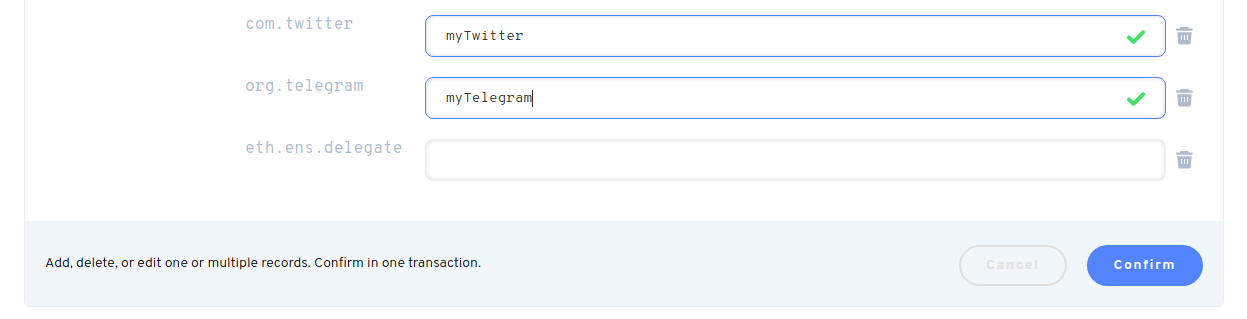 com.twitter
myTwitter
org.telegram
myTelegram
eth.ens.delegate
Add, delete, or edit one or multiple records. Confirm in one transaction.
Cancel
Confirm